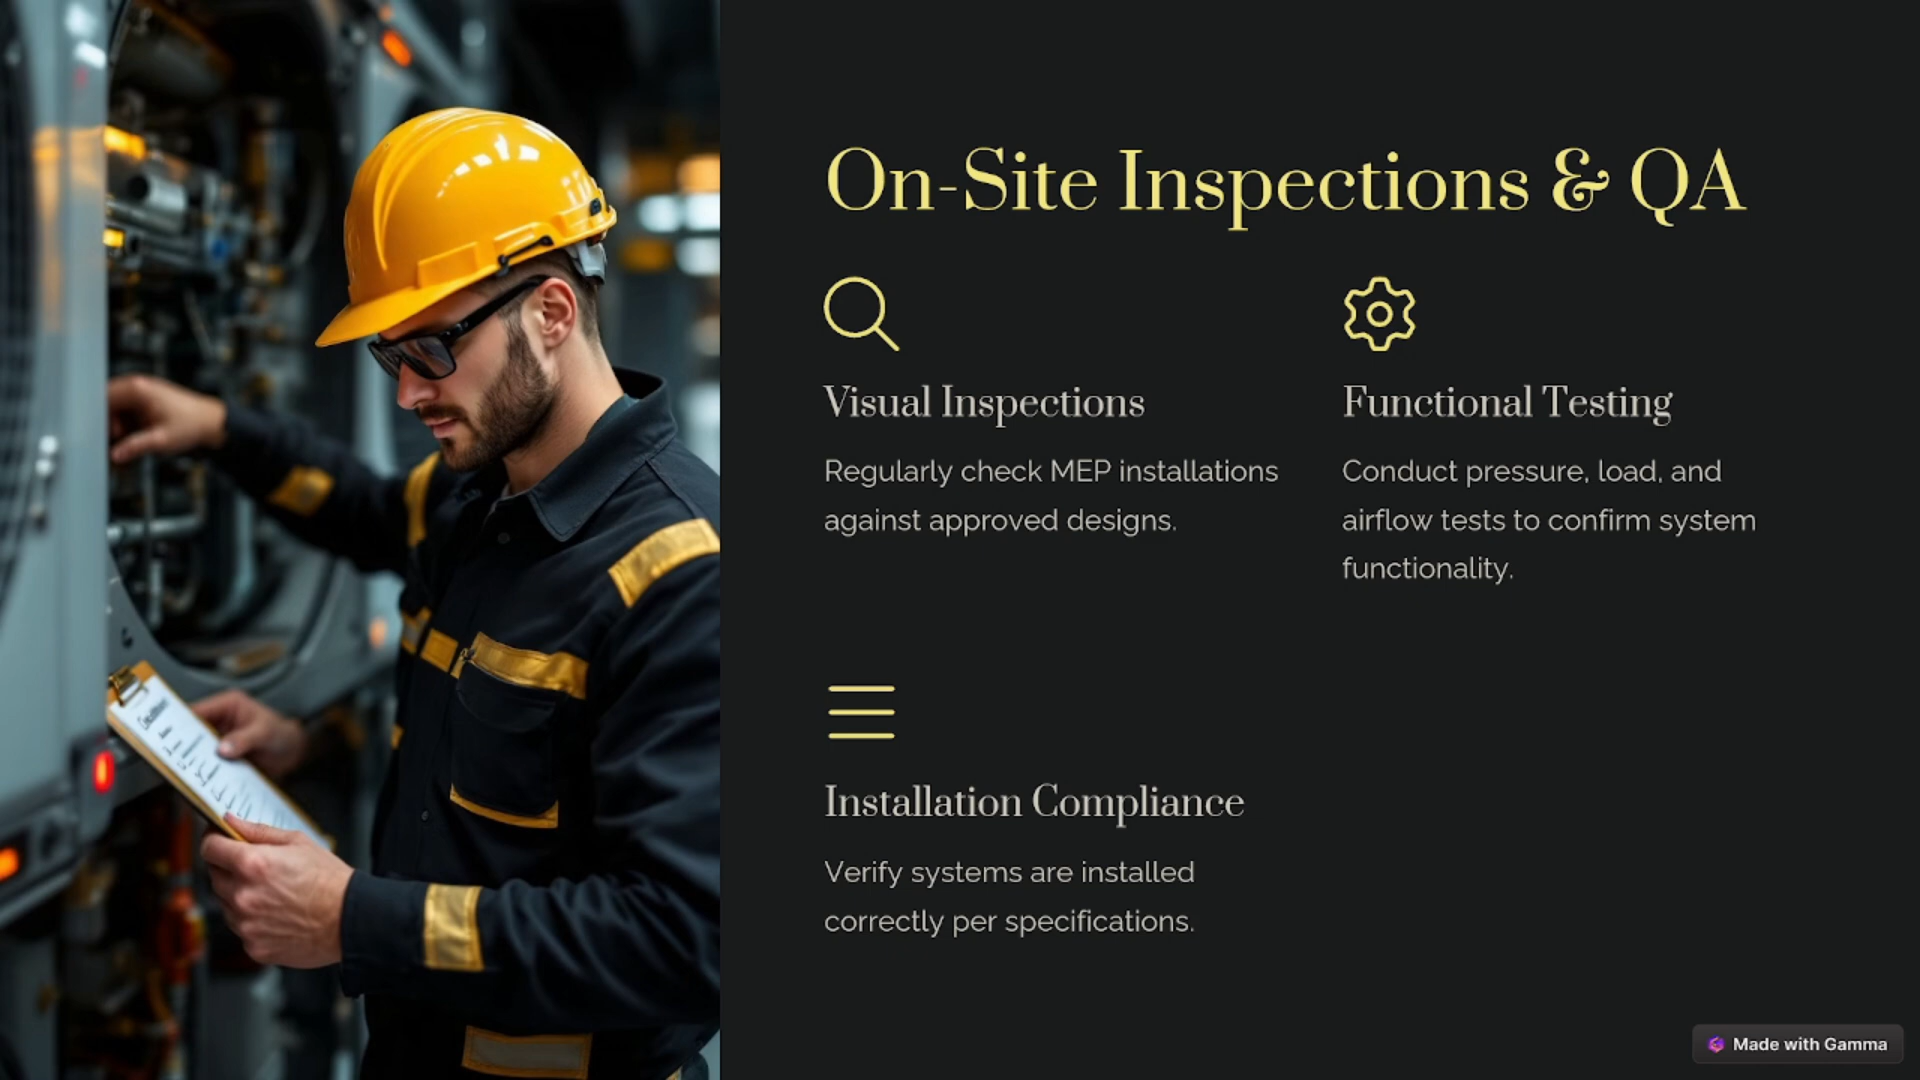 On-Site Inspections & QA
Visual Inspections
Regularly check MEP installations
against approved designs.
Functional Testing
Conduct pressure, load, and
airflow tests to confirm system
functionality.
Installation Compliance
Verify systems are installed
correctly per specifications.
Made with Gamma